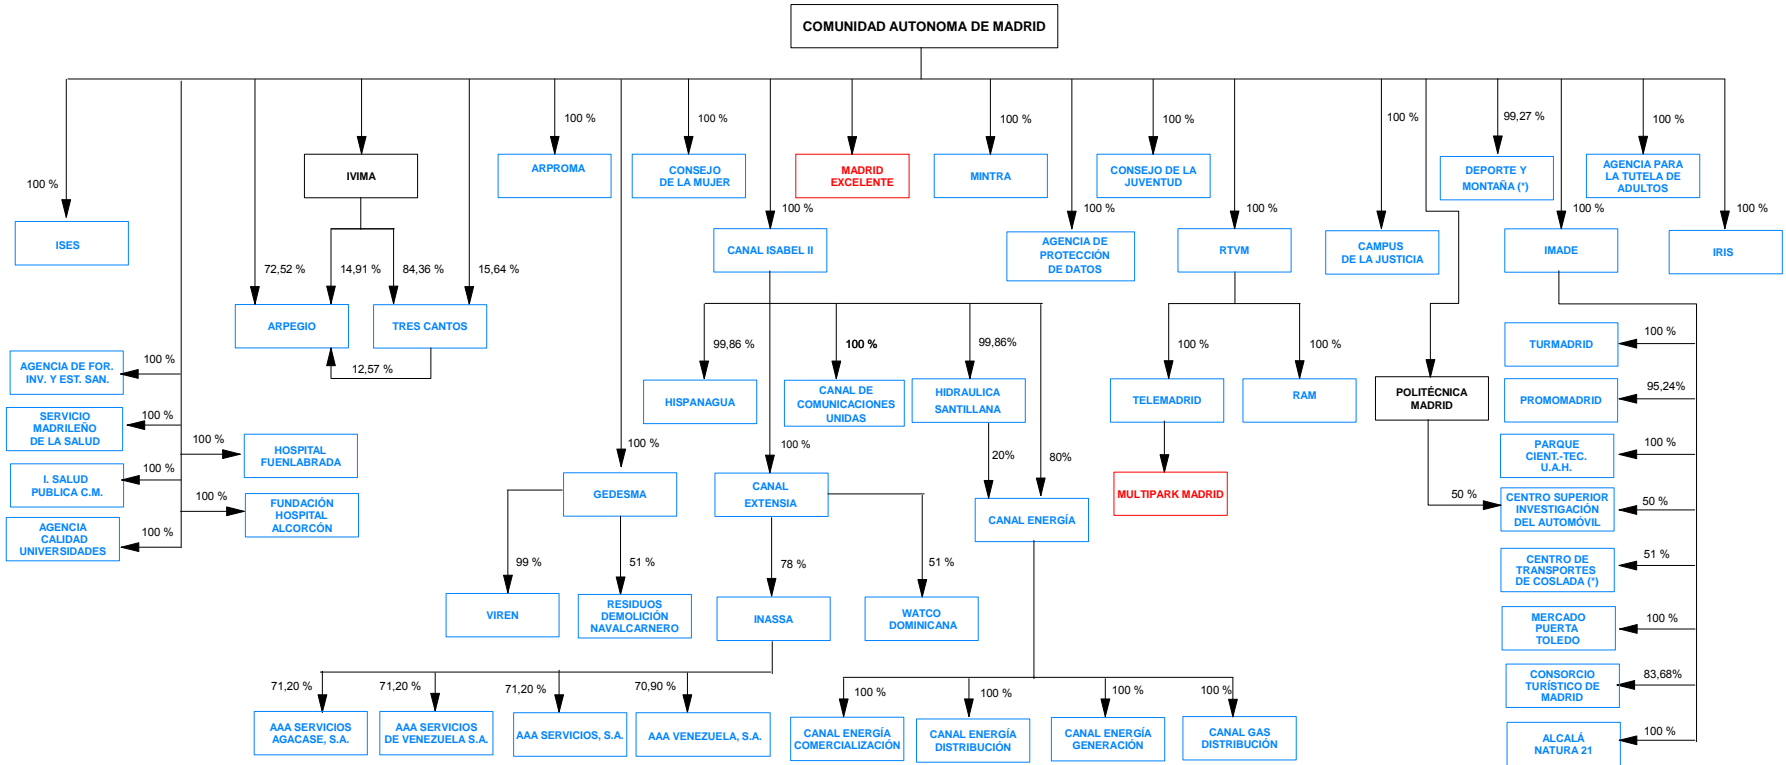 COMUNIDAD AUTONOMA DE MADRID
100 %
100 %
100 %
100 %
100 %
99,27 %
100 %
IVIMA
ARPROMA
CONSEJO
DE LA MUJER
MADRID
EXCELENTE
MINTRA
CONSEJO DE LA
JUVENTUD
DEPORTE Y
MONTAÑA (*)
AGENCIA PARA
LA TUTELA DE
ADULTOS
100 %
100 %
100 %
100 %
100 %
100 %
ISES
CANAL ISABEL II
AGENCIA DE
PROTECCIÓN
DE DATOS
RTVM
CAMPUS
DE LA JUSTICIA
IMADE
IRIS
72,52 %
14,91 %
84,36 %
15,64 %
ARPEGIO
TRES CANTOS
12,57 %
99,86 %
100 %
99,86%
100 %
100 %
100 %
TURMADRID
AGENCIA DE FOR.
INV. Y EST. SAN.
100 %
HISPANAGUA
CANAL DE
COMUNICACIONES
UNIDAS
HIDRAULICA
SANTILLANA
TELEMADRID
RAM
POLITÉCNICA
MADRID
PROMOMADRID
95,24%
SERVICIO
MADRILEÑO
DE LA SALUD
100 %
100 %
HOSPITAL
FUENLABRADA
100 %
100 %
20%
80%
PARQUE
CIENT.-TEC.
U.A.H.
100 %
I. SALUD
PUBLICA C.M.
100 %
100 %
FUNDACIÓN
HOSPITAL
ALCORCÓN
GEDESMA
CANAL
EXTENSIA
CANAL ENERGÍA
MULTIPARK MADRID
50 %
CENTRO SUPERIOR
INVESTIGACIÓN
DEL AUTOMÓVIL
50 %
AGENCIA
CALIDAD
UNIVERSIDADES
100 %
99 %
51 %
78 %
51 %
CENTRO DE
TRANSPORTES
DE COSLADA (*)
51 %
VIREN
RESIDUOS
DEMOLICIÓN
NAVALCARNERO
INASSA
WATCO
DOMINICANA
MERCADO
PUERTA
TOLEDO
100 %
71,20 %
71,20 %
71,20 %
70,90 %
100 %
100 %
100 %
100 %
CONSORCIO
TURÍSTICO DE
MADRID
83,68%
AAA SERVICIOS
AGACASE, S.A.
AAA SERVICIOS
DE VENEZUELA S.A.
AAA SERVICIOS, S.A.
AAA VENEZUELA, S.A.
CANAL ENERGÍA
COMERCIALIZACIÓN
CANAL ENERGÍA
DISTRIBUCIÓN
CANAL ENERGÍA
GENERACIÓN
CANAL GAS
DISTRIBUCIÓN
ALCALÁ
NATURA 21
100 %